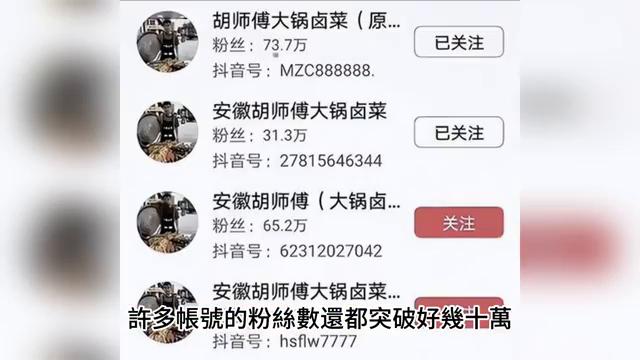 胡师傅大锅卤菜（原...
粉丝：73.7万
已关注
抖音号：MZC888888.
安徽胡师傅大锅卤菜
粉丝：31.3万
已关注
抖音号：27815646344
安徽胡师傅（大锅卤...
粉丝：65.2万
关注
抖音号：62312027042
安徽胡师傅大锅卤菜...
許多帳號的粉絲數還都突破好幾十萬
hsflw7777